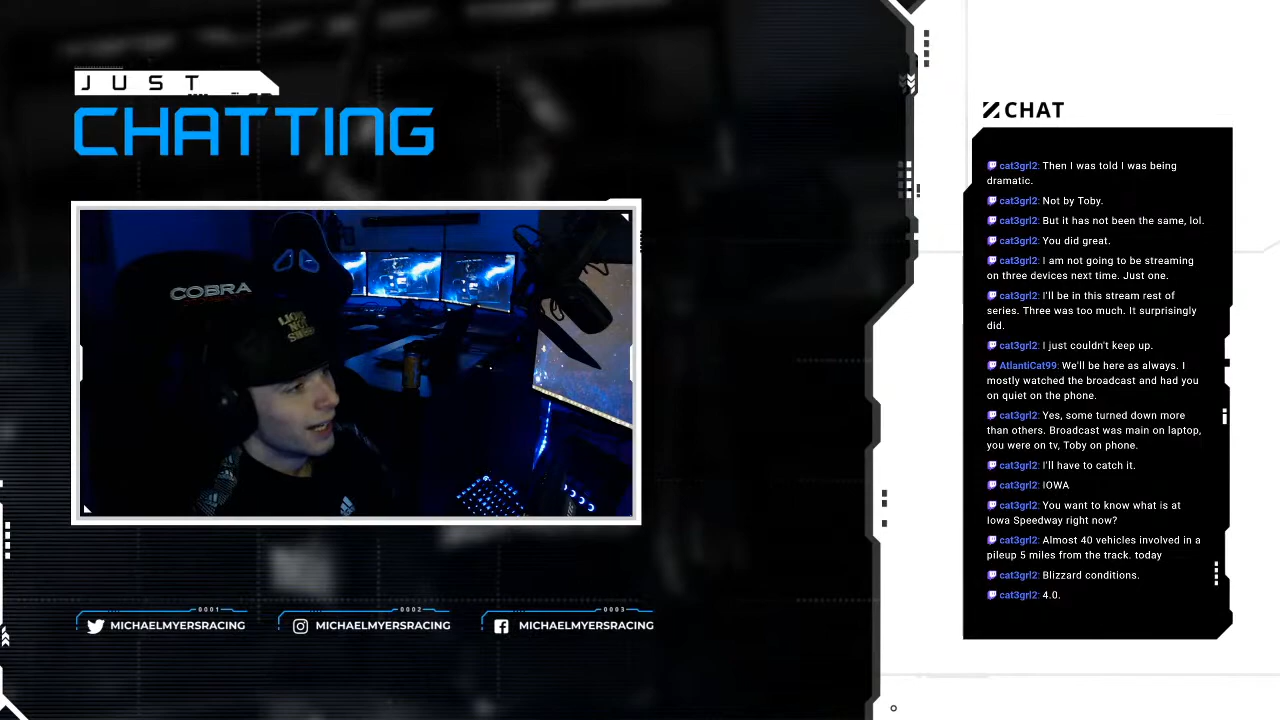 JUST
CHATTING
COBRA
LIONS
NOT
0001
0002
0003
MICHAELMYERSRACING
MICHAELMYERSRACING
MICHAELMYERSRACING
CHAT
cat3grl2: Then I was told I was being
dramatic.
cat3grl2: Not by Toby.
cat3grl2: But it has not been the same, lol.
cat3grl2: You did great.
cat3grl2: I am not going to be streaming
on three devices next time. Just one.
cat3grl2: I'll be in this stream rest of
series. Three was too much. It surprisingly
did.
cat3grl2: I just couldn't keep up.
AtlantiCat99: We'll be here as always. I
mostly watched the broadcast and had you
on quiet on the phone.
cat3grl2: Yes, some turned down more
than others. Broadcast was main on laptop,
you were on tv, Toby on phone.
cat3grl2: I'll have to catch it.
cat3grl2: IOWA
cat3grl2: You want to know what is at
Iowa Speedway right now?
cat3grl2: Almost 40 vehicles involved in a
pileup 5 miles from the track. today
cat3grl2: Blizzard conditions.
cat3grl2: 4.0.